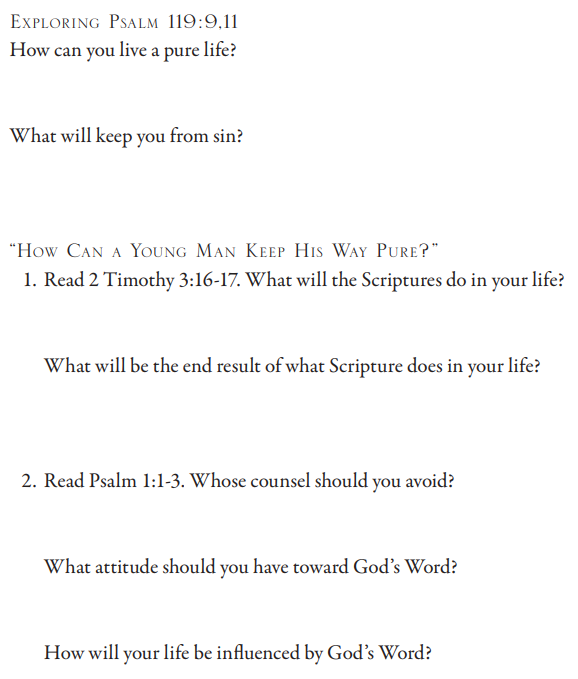 Exploring Psalm 119:9,11
How can you live a pure life?
What will keep you from sin?
“How Can a Young Man Keep His Way Pure?”
1. Read 2 Timothy 3:16-17. What will the Scriptures do in your life?
What will be the end result of what Scripture does in your life?
2. Read Psalm 1:1-3. Whose counsel should you avoid?
What attitude should you have toward God’s Word?
How will your life be influenced by God’s Word?